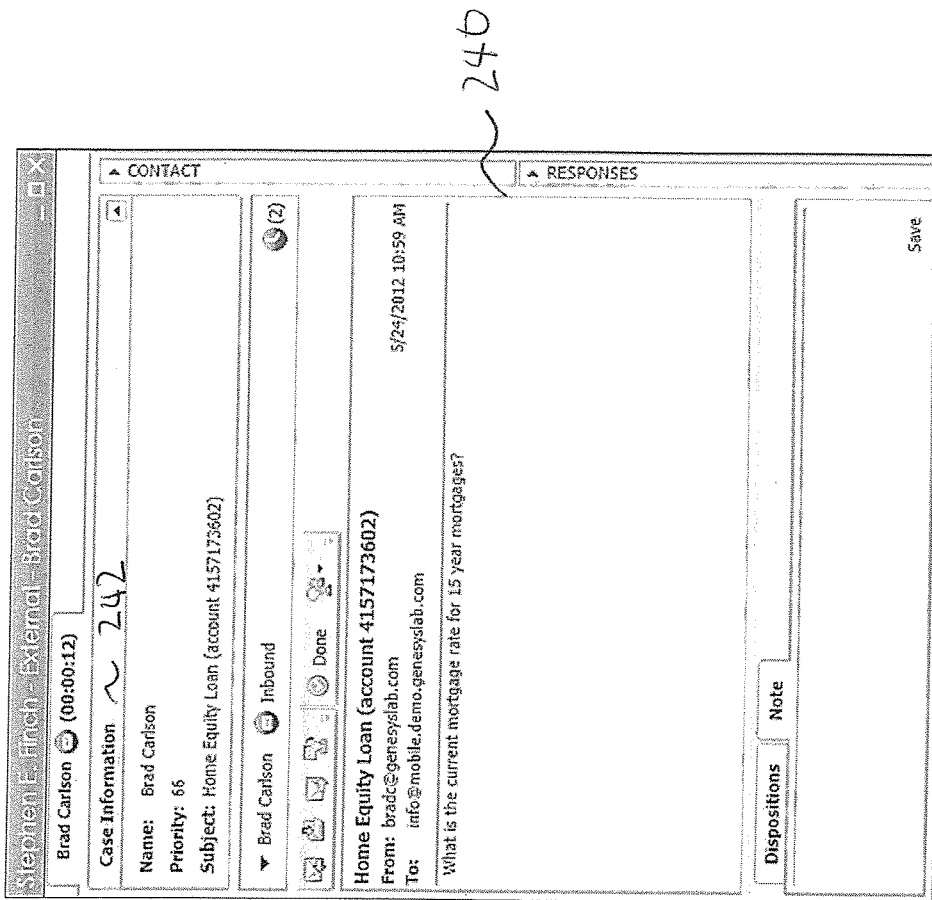 Stephen E. Finch - External - Brad Carlson
Brad Carlson (00:00:12)
Case Information 242
Name: Brad Carlson
Priority: 66
Subject: Home Equity Loan (account 4157173602)
Brad Carlson Inbound (2)
Done
Home Equity Loan (account 41571173602)
From: bradc@genesyslab.com 5/24/2012 10:59 AM
To: info@mobile.demo.genesyslab.com
What is the current mortgage rate for 15 year mortgages?
Dispositions Note
Save
CONTACT
RESPONSES
240